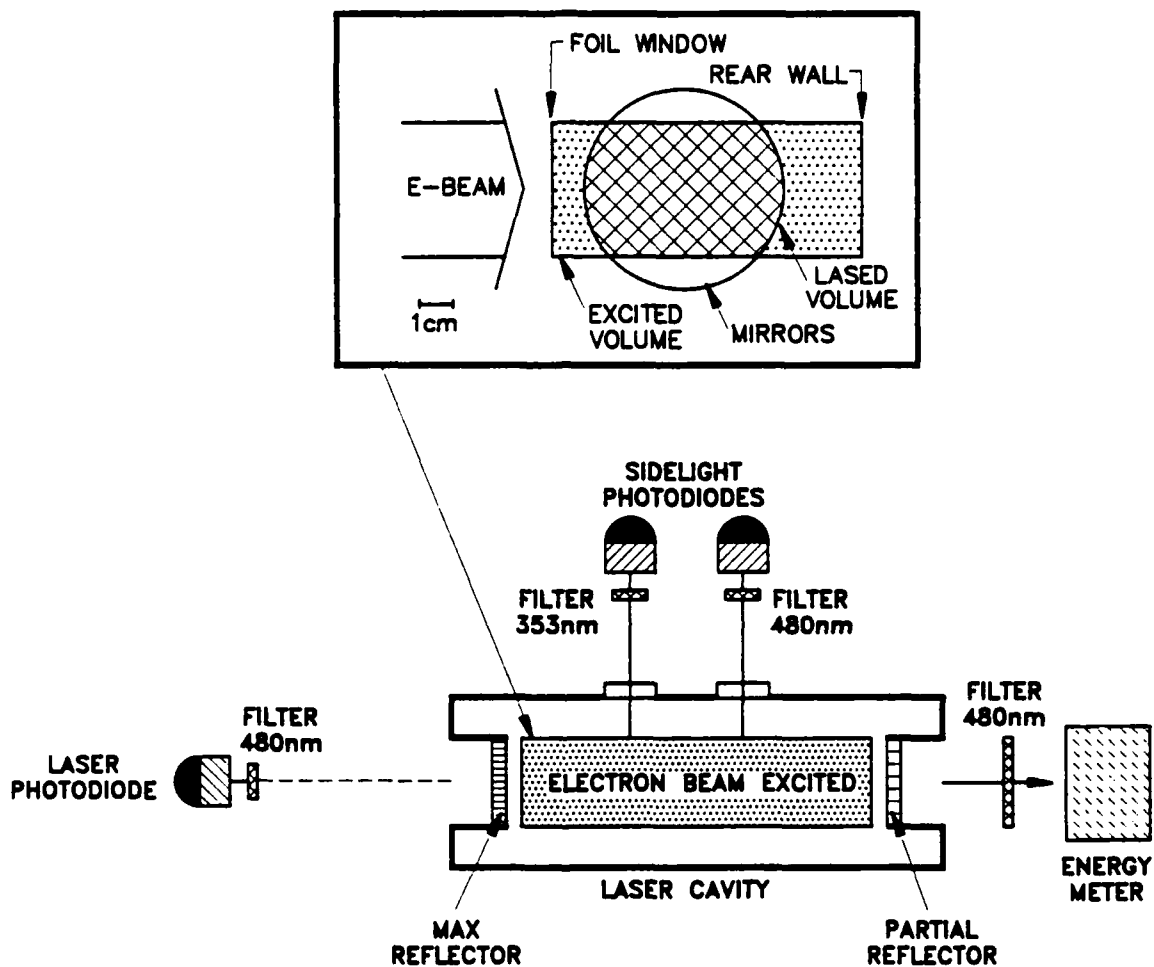 FOIL WINDOW
REAR WALL
E-BEAM
1cm
EXCITED
VOLUME
MIRRORS
LASED
VOLUME
SIDELIGHT
PHOTODIODES
FILTER
353nm
FILTER
480nm
FILTER
480nm
FILTER
480nm
LASER
PHOTODIODE
ELECTRON BEAM EXCITED
ENERGY
METER
LASER CAVITY
MAX
REFLECTOR
PARTIAL
REFLECTOR